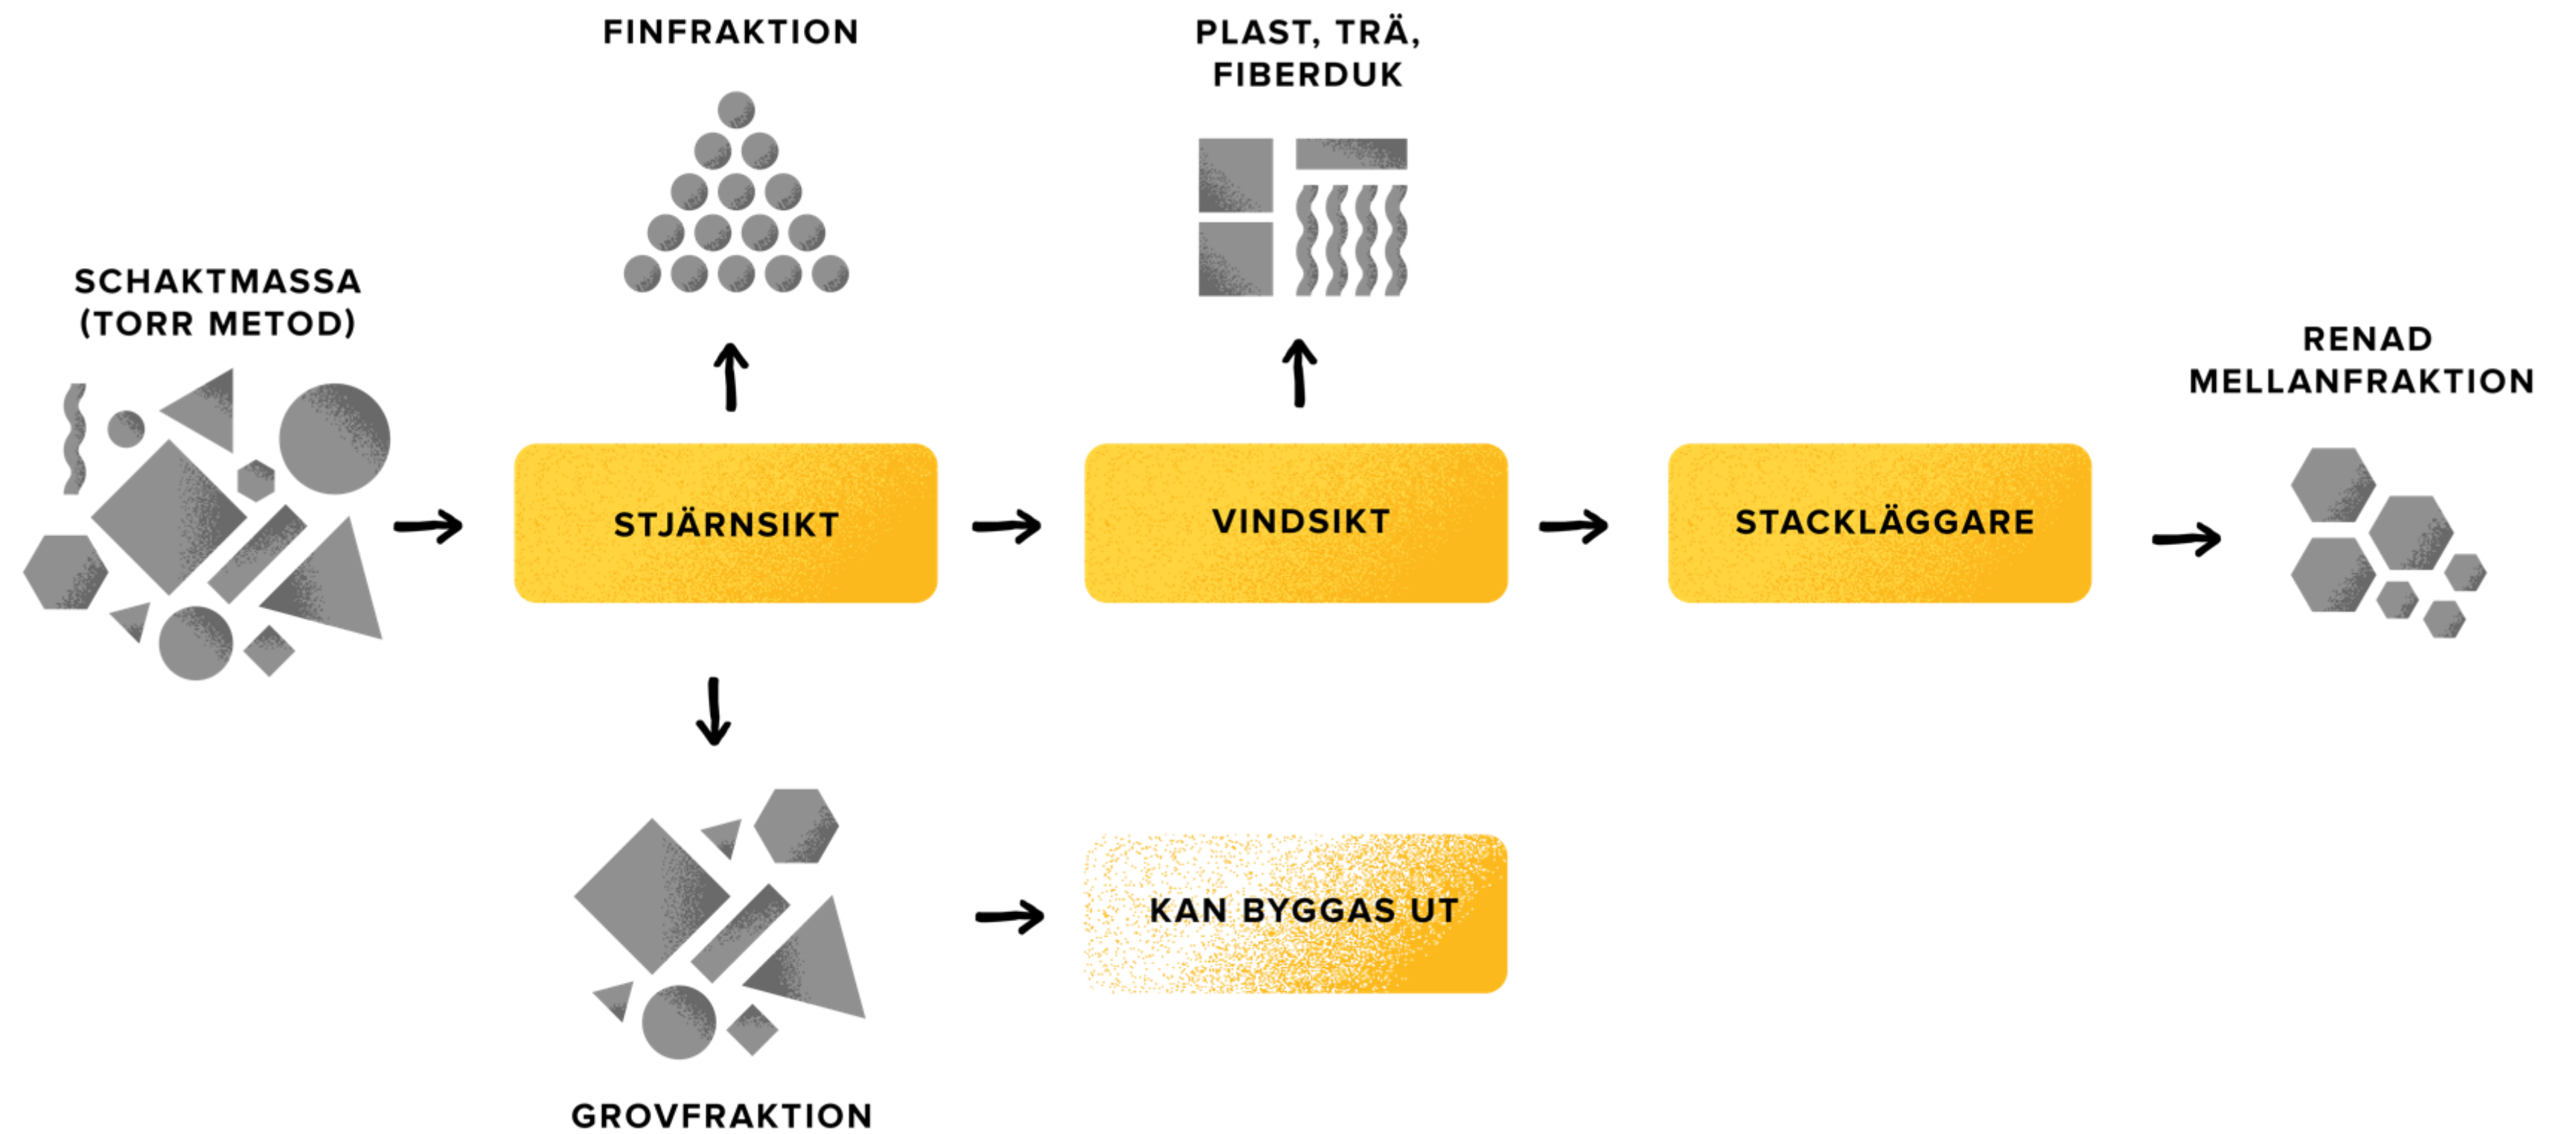 FINFRAKTION
PLAST, TRÄ,
FIBERDUK
SCHAKTMASSA
(TORR METOD)
RENAD
MELLANFRAKTION
STJÄRNSIKT
VINDSIKT
STACKLÄGGARE
KAN BYGGAS UT
GROVFRAKTION